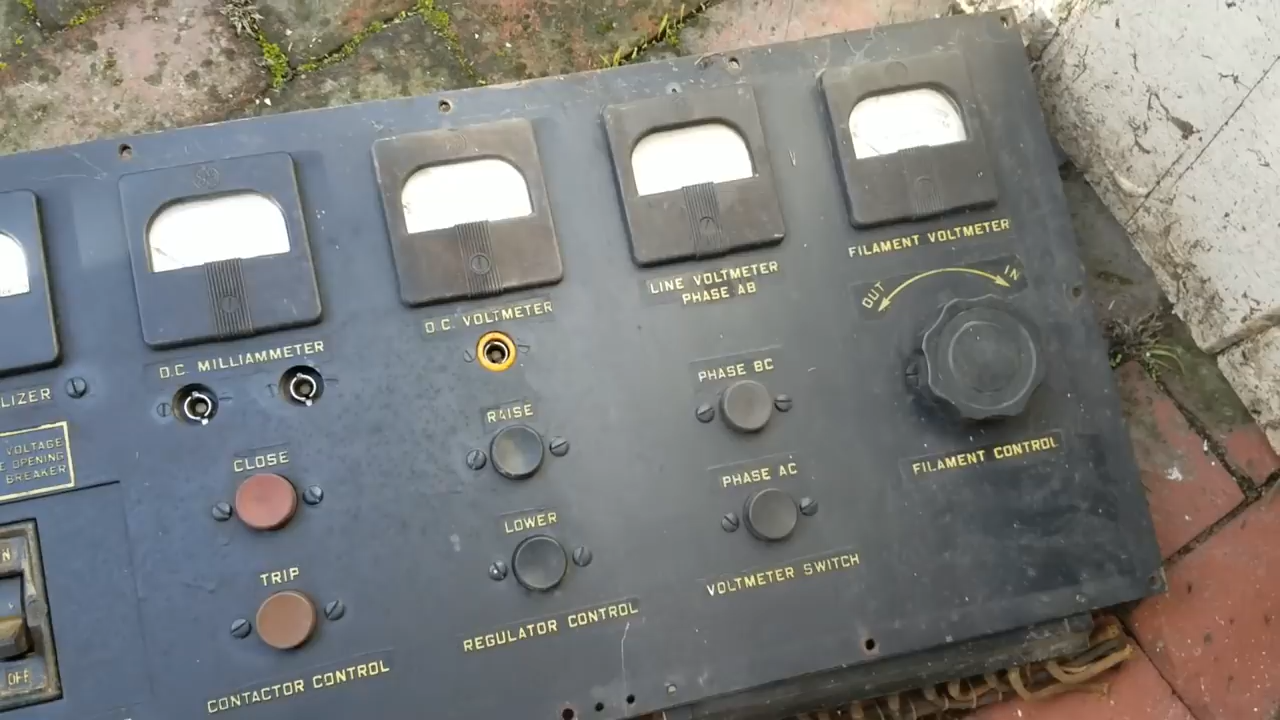 FILAMENT VOLTMETER
LINE VOLTMETER
PHASE AB
D.C. VOLTMETER
D.C. MILLIAMMETER
LIZER
OUT
IN
VOLTAGE
E OPENING
BREAKER
CLOSE
TRIP
CONTACTOR CONTROL
RAISE
LOWER
REGULATOR CONTROL
PHASE BC
PHASE AC
VOLTMETER SWITCH
FILAMENT CONTROL
N
OFF